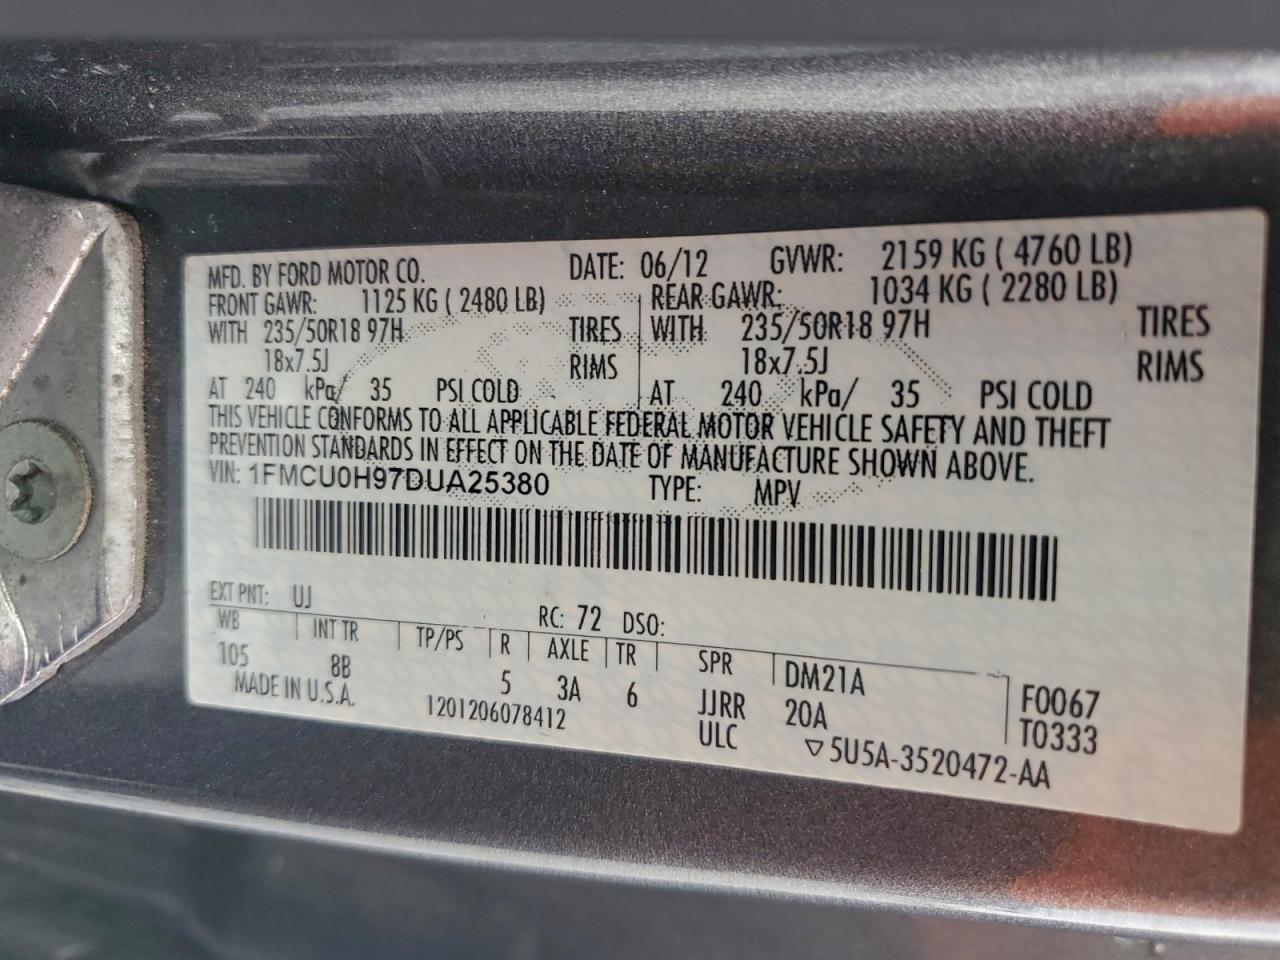 MFD. BY FORD MOTOR CO. DATE: 06/12 GVWR: 2159 KG ( 4760 LB)
FRONT GAWR: 1125 KG ( 2480 LB) REAR GAWR: 1034 KG ( 2280 LB)
WITH 235/50R18 97H TIRES WITH 235/50R18 97H TIRES
18x7.5J RIMS 18x7.5J RIMS
AT 240 kPa/ 35 PSI COLD AT 240 kPa/ 35 PSI COLD
THIS VEHICLE CONFORMS TO ALL APPLICABLE FEDERAL MOTOR VEHICLE SAFETY AND THEFT
PREVENTION STANDARDS IN EFFECT ON THE DATE OF MANUFACTURE SHOWN ABOVE.
VIN: 1FMCU0H97DUA25380 TYPE: MPV
EXT PNT: UJ RC: 72 DSO:
WB INT TR TP/PS R AXLE TR SPR DM21A F0067
105 8B 5 3A 6 JJRR 20A T0333
MADE IN U.S.A. 1201206078412 ULC ▽5U5A-3520472-AA